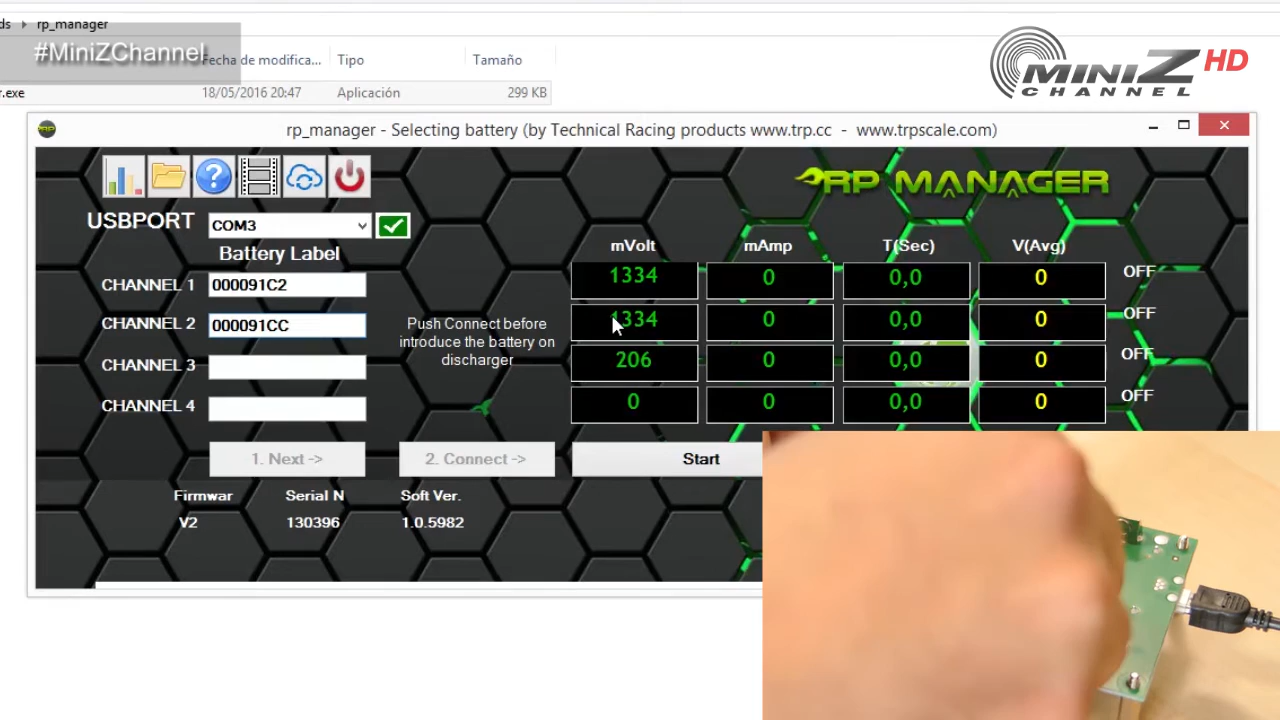 ds ▸ rp_manager
#MiniZChannel
Fecha de modifica... Tipo Tamaño
r.exe 18/05/2016 20:47 Aplicación 299 KB
MINIZ HD
CHANNEL
rp_manager - Selecting battery (by Technical Racing products www.trp.cc - www.trpscale.com)
RP MANAGER
USBPORT COM3
Battery Label
mVolt mAmp T(Sec) V(Avg)
CHANNEL 1 000091C2 1334 0 0,0 0 OFF
CHANNEL 2 000091CC 1334 0 0,0 0 OFF
Push Connect before
introduce the battery on
discharger
CHANNEL 3 206 0 0,0 0 OFF
CHANNEL 4 0 0 0,0 0 OFF
1. Next -> 2. Connect -> Start
Firmwar Serial N Soft Ver.
V2 130396 1.0.5982